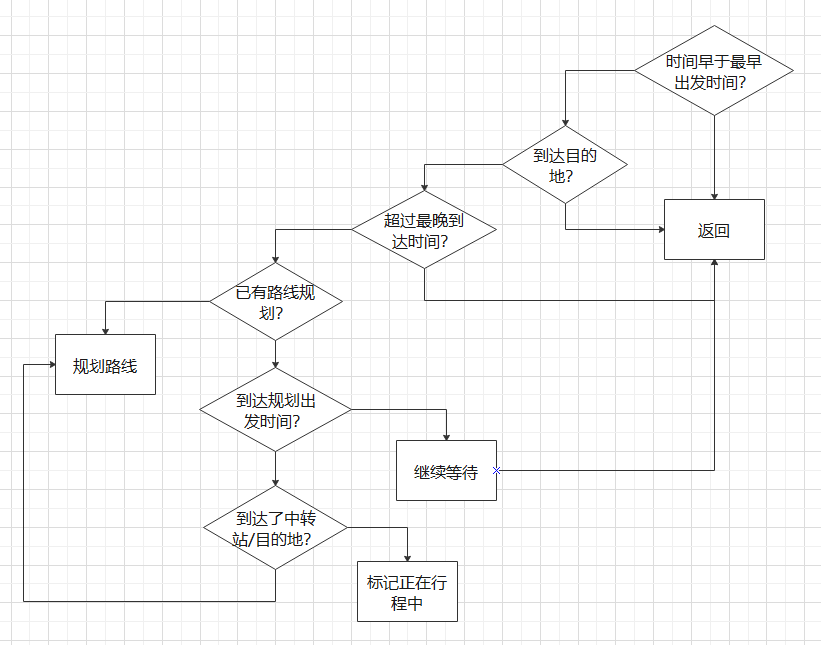 时间早于最早
出发时间？
到达目的
地？
超过最晚到
达时间？
返回
已有路线规
划？
规划路线
到达规划出
发时间？
继续等待
到达了中转
站/目的地？
标记正在行
程中